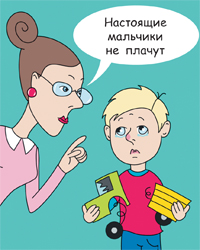 Настоящие
мальчики
не плачут